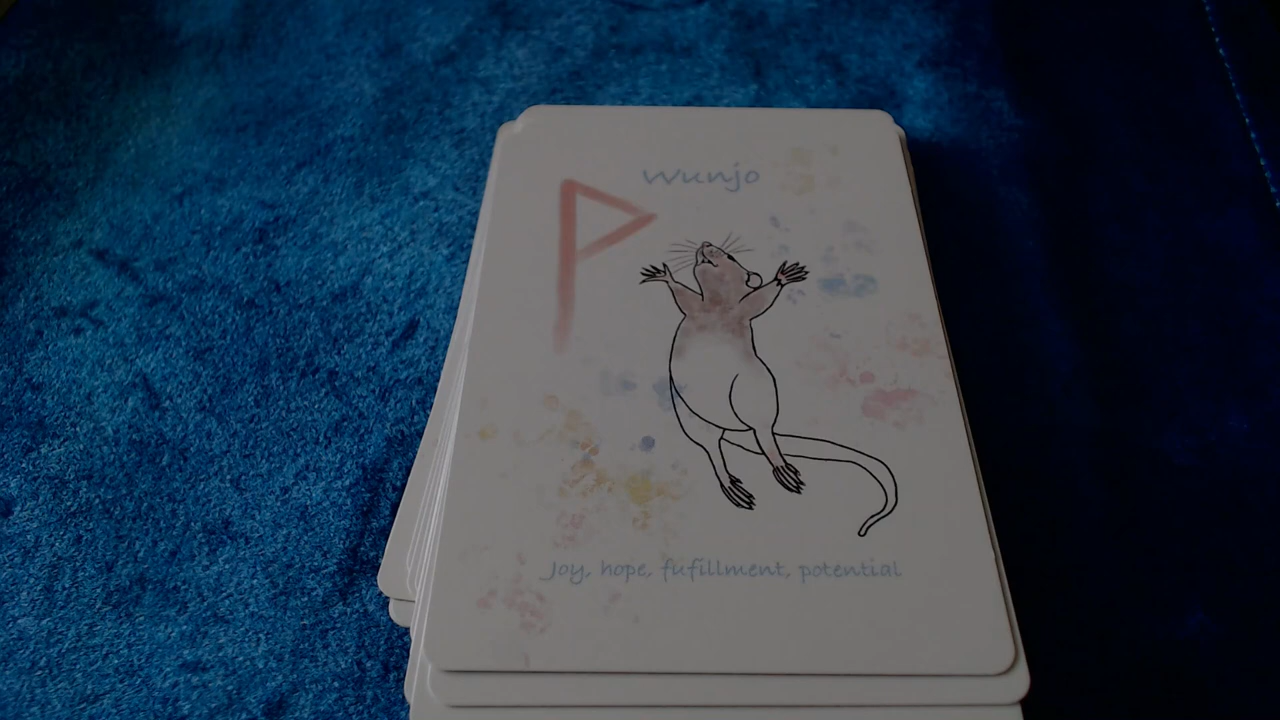 Wunjo
ᚹ
Joy, hope, fufillment, potential